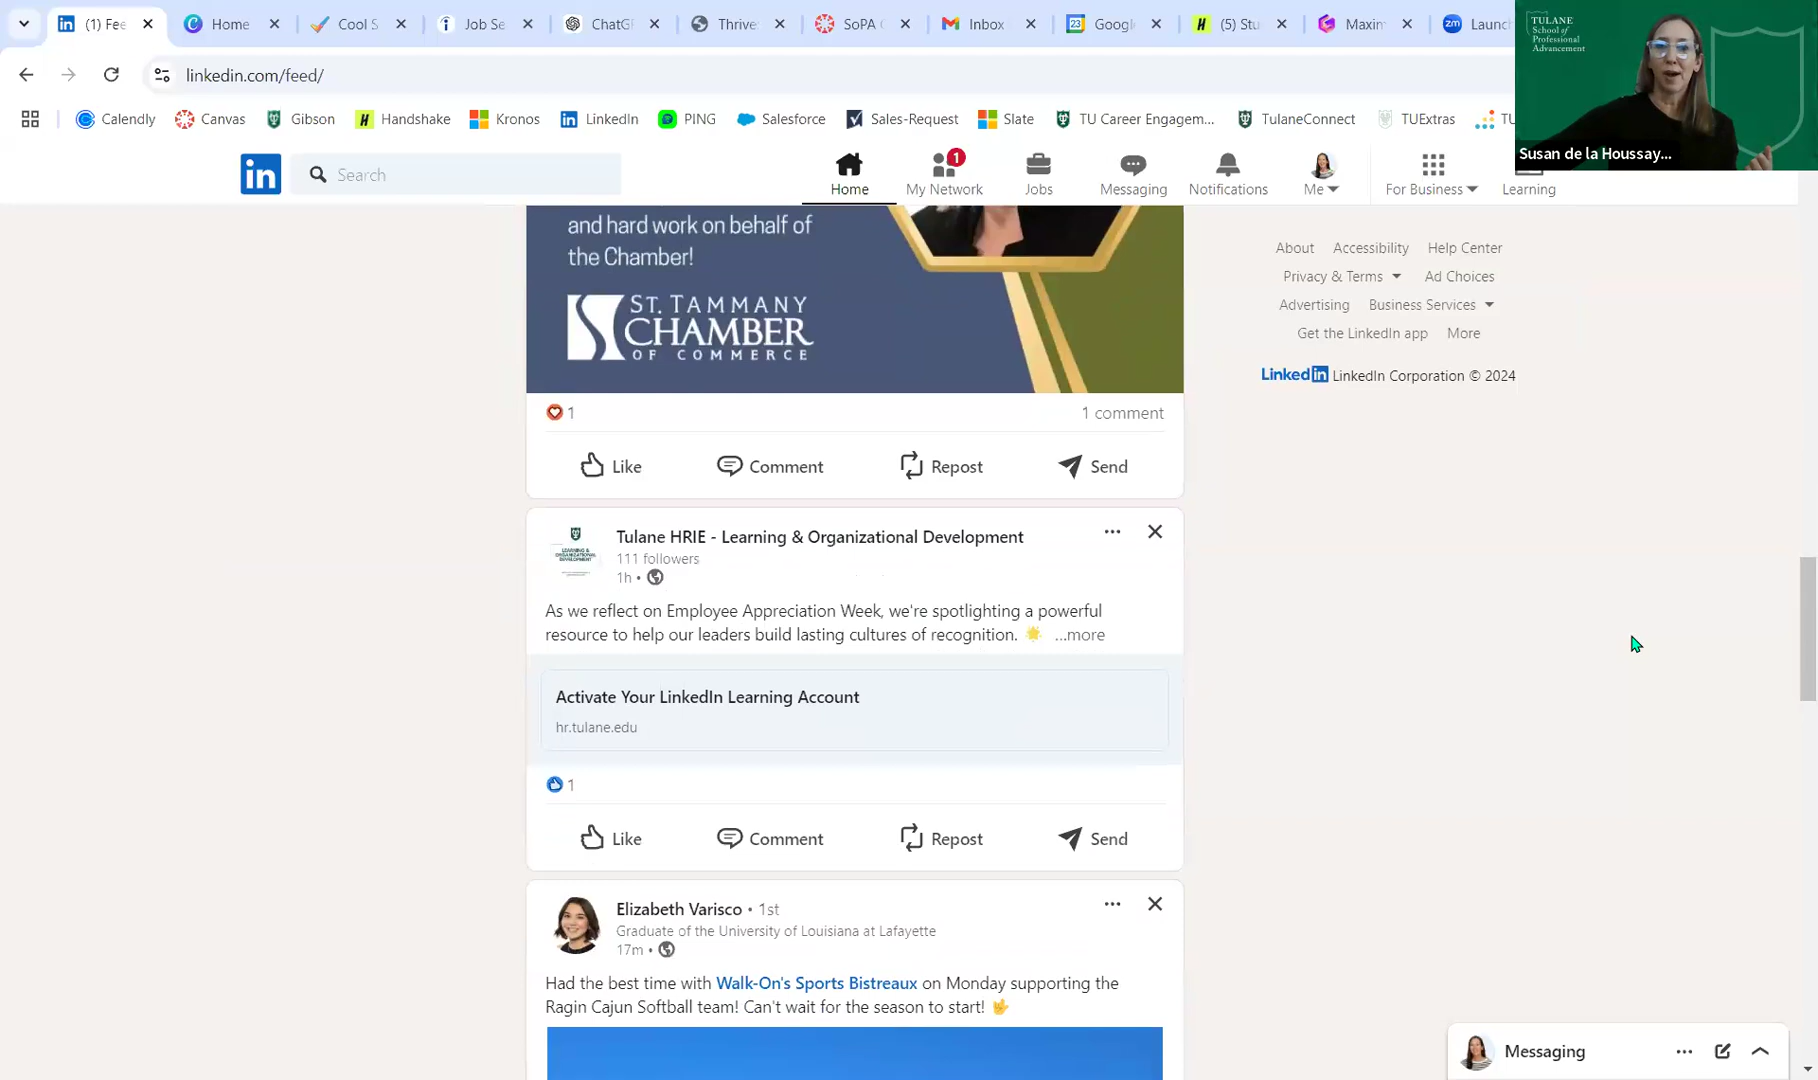 (1) Fee
Home
Cool S
Job Se
ChatGP
Thrive
SoPA C
Inbox
23
Googl
(5) Stu
Maxim
zm
Launc
linkedin.com/feed/
Calendly
Canvas
Gibson
Handshake
Kronos
LinkedIn
PING
Salesforce
Sales-Request
Slate
TU Career Engagem...
TulaneConnect
TUExtras
TU
TULANE
School of
Professional
Advancement
Susan de la Houssay...
in
Search
Home
1
My Network
Jobs
Messaging
Notifications
Me
For Business
Learning
and hard work on behalf of
the Chamber!
ST. TAMMANY
CHAMBER
OF COMMERCE
1
1 comment
Like
Comment
Repost
Send
About
Accessibility
Help Center
Privacy & Terms
Ad Choices
Advertising
Business Services
Get the LinkedIn app
More
LinkedIn LinkedIn Corporation © 2024
Tulane HRIE - Learning & Organizational Development
111 followers
1h •
As we reflect on Employee Appreciation Week, we're spotlighting a powerful
resource to help our leaders build lasting cultures of recognition. 🌟 ...more
Activate Your LinkedIn Learning Account
hr.tulane.edu
1
Like
Comment
Repost
Send
Elizabeth Varisco • 1st
Graduate of the University of Louisiana at Lafayette
17m •
Had the best time with Walk-On's Sports Bistreaux on Monday supporting the
Ragin Cajun Softball team! Can't wait for the season to start! 🤟
Messaging